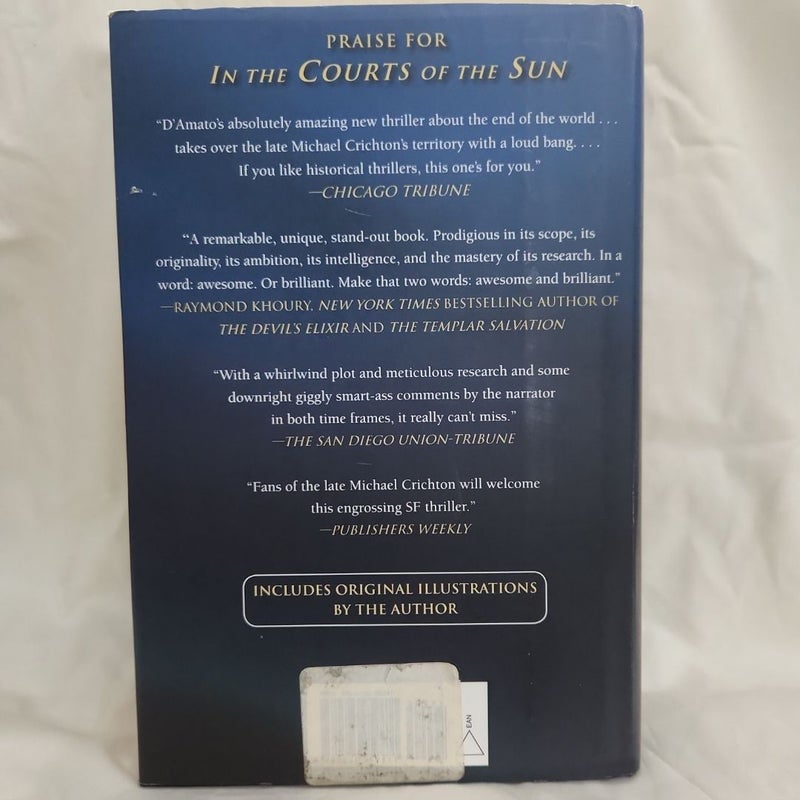 PRAISE FOR
IN THE COURTS OF THE SUN
“D’Amato’s absolutely amazing new thriller about the end of the world . . .
takes over the late Michael Crichton’s territory with a loud bang. . . .
If you like historical thrillers, this one’s for you.”
—CHICAGO TRIBUNE
“A remarkable, unique, stand-out book. Prodigious in its scope, its
originality, its ambition, its intelligence, and the mastery of its research. In a
word: awesome. Or brilliant. Make that two words: awesome and brilliant.”
—RAYMOND KHOURY, NEW YORK TIMES BESTSELLING AUTHOR OF
THE DEVIL’S ELIXIR AND THE TEMPLAR SALVATION
“With a whirlwind plot and meticulous research and some
downright giggly smart-ass comments by the narrator
in both time frames, it really can’t miss.”
—THE SAN DIEGO UNION-TRIBUNE
“Fans of the late Michael Crichton will welcome
this engrossing SF thriller.”
—PUBLISHERS WEEKLY
INCLUDES ORIGINAL ILLUSTRATIONS
BY THE AUTHOR
EAN